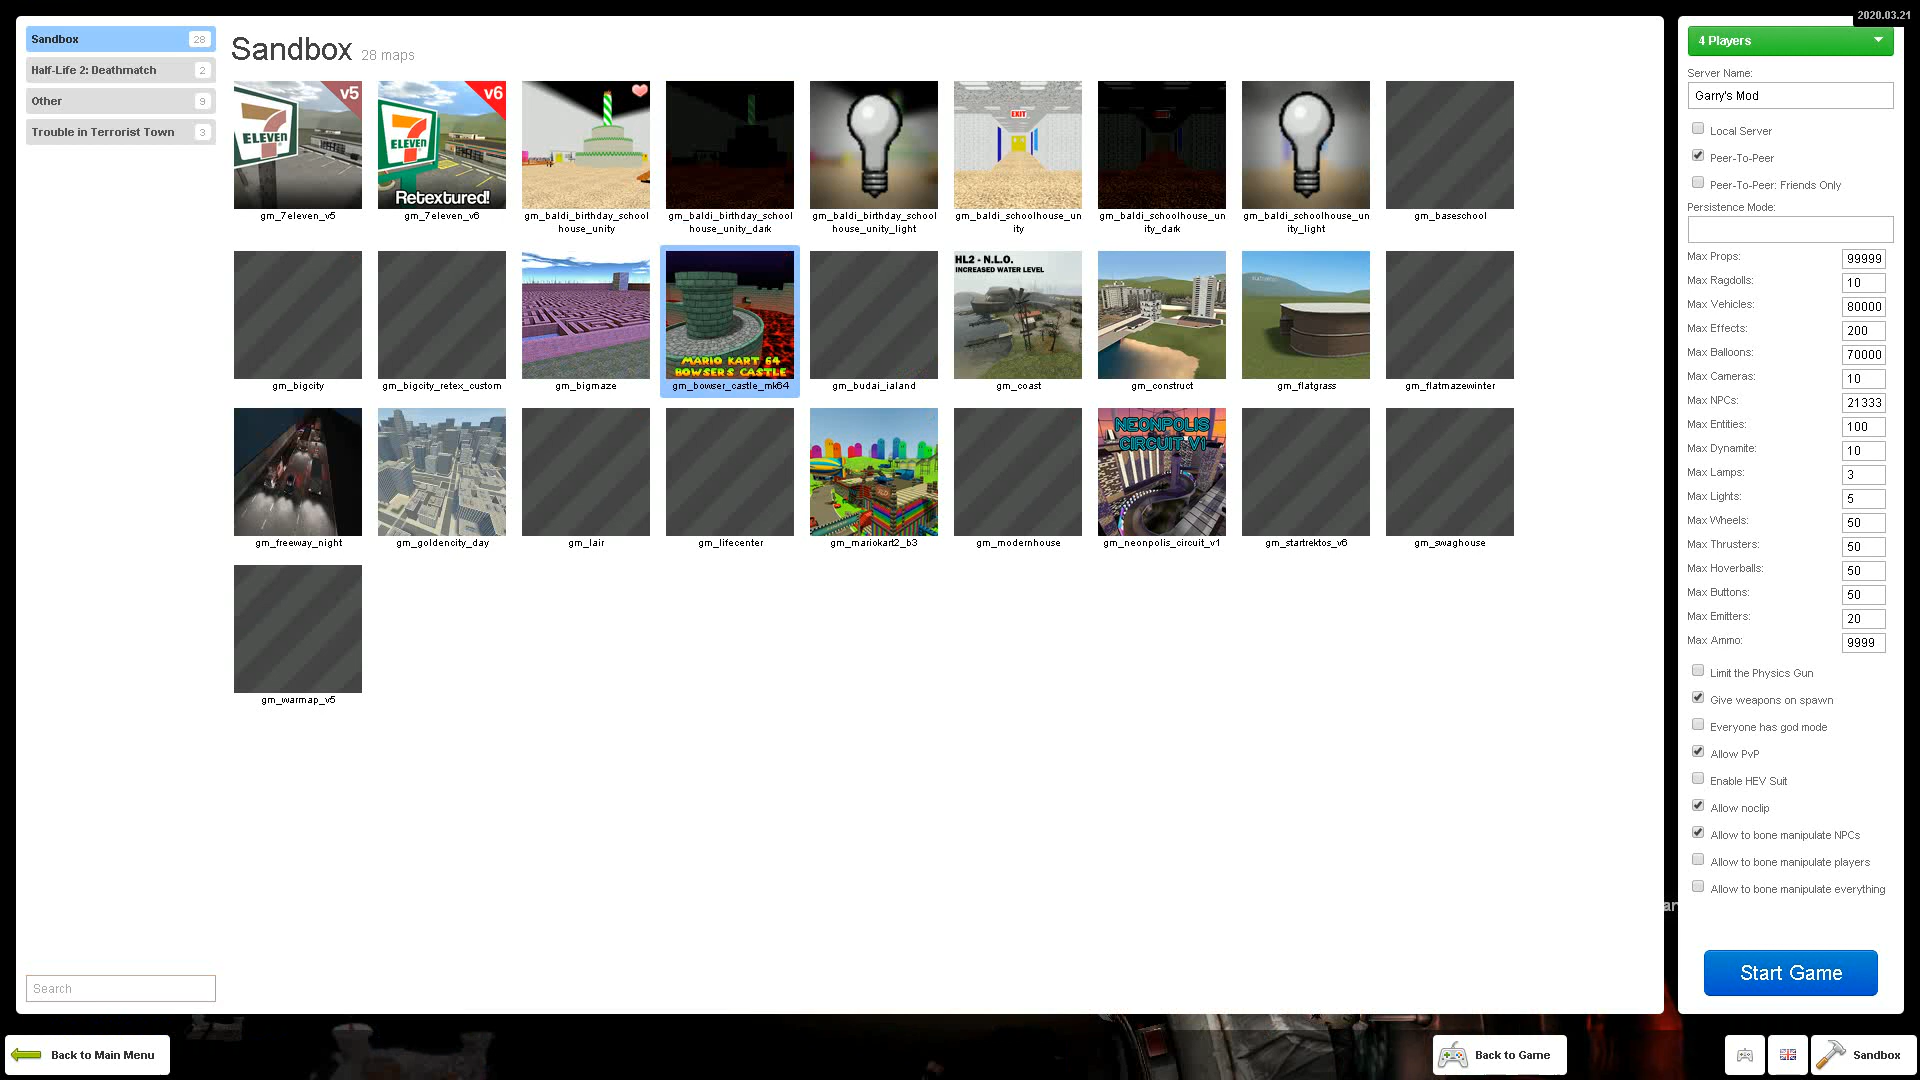 2020.03.21
Sandbox 28
Half-Life 2: Deathmatch 2
Other 9
Trouble in Terrorist Town 3
Sandbox 28 maps
v5
ELEVEN
v6
7
ELEVEN
Retextured!
EXIT
gm_7eleven_v5
gm_7eleven_v6
gm_baldi_birthday_school
house_unity
gm_baldi_birthday_school
house_unity_dark
gm_baldi_birthday_school
house_unity_light
gm_baldi_schoolhouse_un
ity
gm_baldi_schoolhouse_un
ity_dark
gm_baldi_schoolhouse_un
ity_light
gm_baseschool
MARIO KART 64
BOWSERS CASTLE
HL2 - N.L.O.
INCREASED WATER LEVEL
gm_bigcity
gm_bigcity_retex_custom
gm_bigmaze
gm_bowser_castle_mk64
gm_budai_ialand
gm_coast
gm_construct
gm_flatgrass
gm_flatmazewinter
NEONPOLIS
CIRCUIT V1
gm_freeway_night
gm_goldencity_day
gm_lair
gm_lifecenter
gm_mariokart2_b3
gm_modernhouse
gm_neonpolis_circuit_v1
gm_startrektos_v6
gm_swaghouse
gm_warmap_v5
Search
4 Players
Server Name:
Garry's Mod
Local Server
Peer-To-Peer
Peer-To-Peer: Friends Only
Persistence Mode:
Max Props: 99999
Max Ragdolls: 10
Max Vehicles: 80000
Max Effects: 200
Max Balloons: 70000
Max Cameras: 10
Max NPCs: 21333
Max Entities: 100
Max Dynamite: 10
Max Lamps: 3
Max Lights: 5
Max Wheels: 50
Max Thrusters: 50
Max Hoverballs: 50
Max Buttons: 50
Max Emitters: 20
Max Ammo: 9999
Limit the Physics Gun
Give weapons on spawn
Everyone has god mode
Allow PvP
Enable HEV Suit
Allow noclip
Allow to bone manipulate NPCs
Allow to bone manipulate players
Allow to bone manipulate everything
Start Game
Back to Main Menu
Back to Game
Sandbox